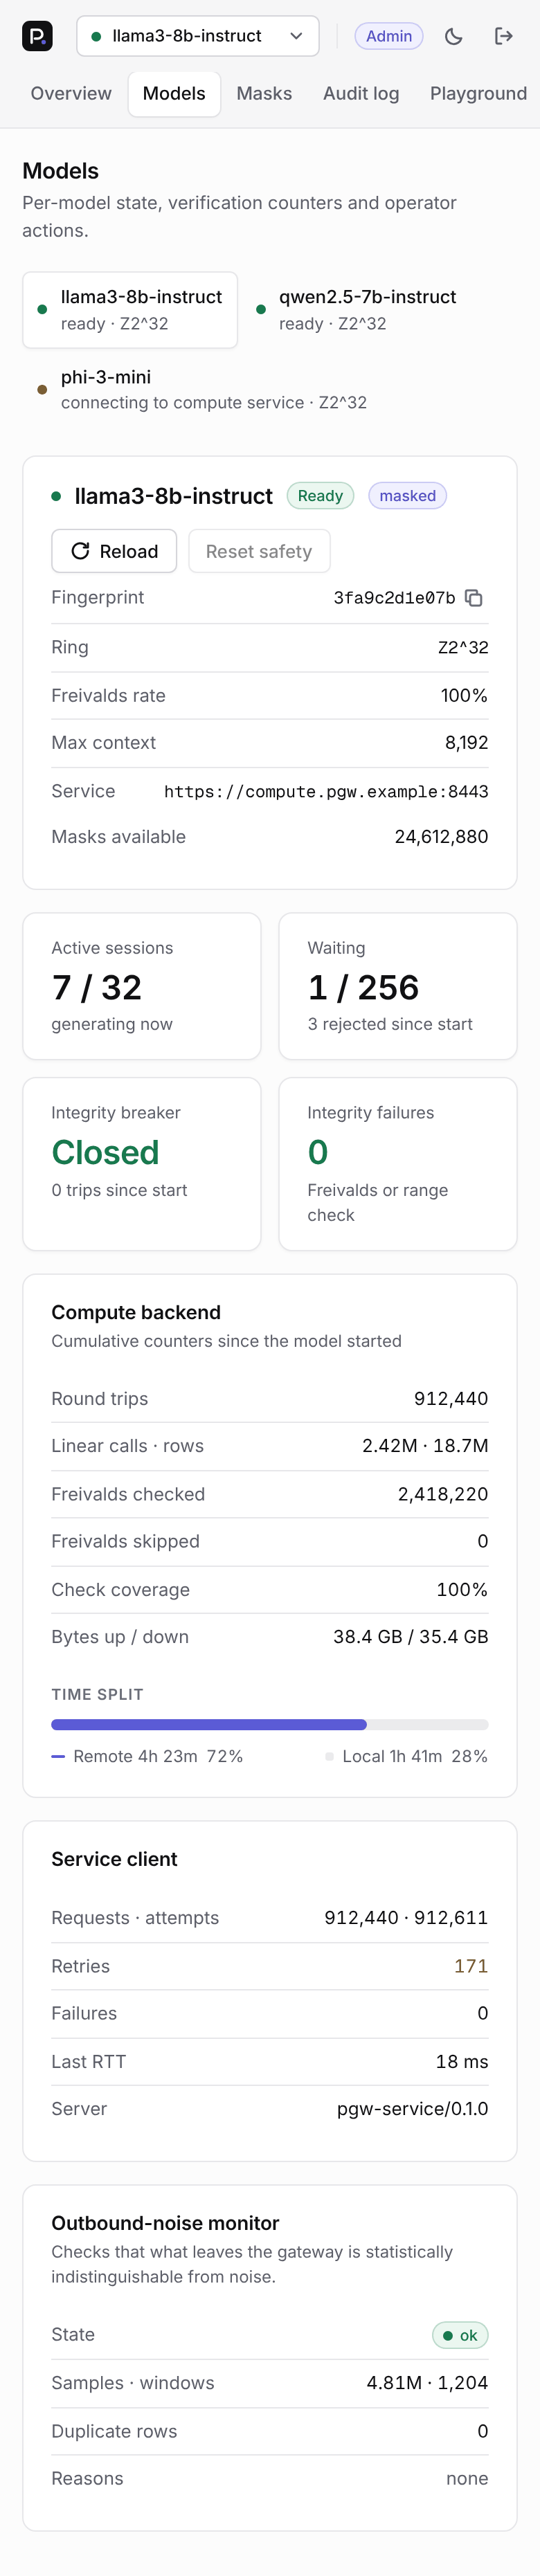 P.
llama3-8b-instruct
Admin
Overview Models Masks Audit log Playground
Models
Per-model state, verification counters and operator
actions.
llama3-8b-instruct
ready · Z2^32
qwen2.5-7b-instruct
ready · Z2^32
phi-3-mini
connecting to compute service · Z2^32
llama3-8b-instruct Ready masked
Reload Reset safety
Fingerprint 3fa9c2d1e07b
Ring Z2^32
Freivalds rate 100%
Max context 8,192
Service https://compute.pgw.example:8443
Masks available 24,612,880
Active sessions
7 / 32
generating now
Waiting
1 / 256
3 rejected since start
Integrity breaker
Closed
0 trips since start
Integrity failures
0
Freivalds or range
check
Compute backend
Cumulative counters since the model started
Round trips 912,440
Linear calls · rows 2.42M · 18.7M
Freivalds checked 2,418,220
Freivalds skipped 0
Check coverage 100%
Bytes up / down 38.4 GB / 35.4 GB
TIME SPLIT
Remote 4h 23m 72% Local 1h 41m 28%
Service client
Requests · attempts 912,440 · 912,611
Retries 171
Failures 0
Last RTT 18 ms
Server pgw-service/0.1.0
Outbound-noise monitor
Checks that what leaves the gateway is statistically
indistinguishable from noise.
State ok
Samples · windows 4.81M · 1,204
Duplicate rows 0
Reasons none